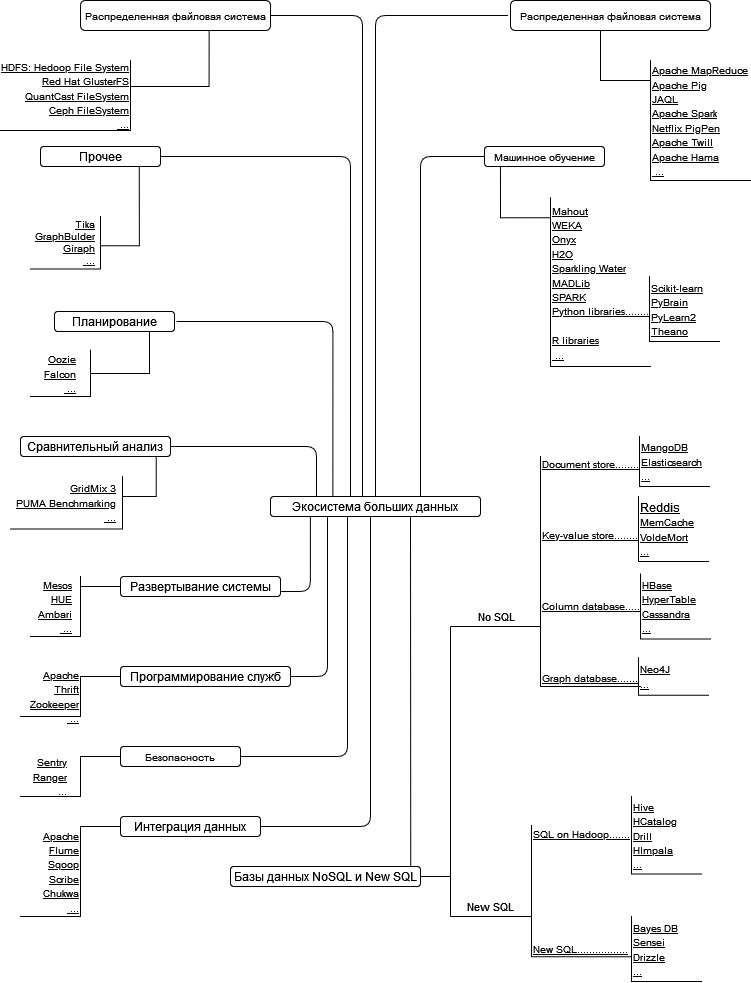 Распределенная файловая система
HDFS: Hedoop File System
Red Hat GlusterFS
QuantCast FileSystem
Ceph FileSystem
...
Прочее
Tika
GraphBulder
Giraph
...
Планирование
Oozie
Falcon
...
Сравнительный анализ
GridMix 3
PUMA Benchmarking
...
Развертывание системы
Mesos
HUE
Ambari
...
Программирование служб
Apache
Thrift
Zookeeper
...
Безопасность
Sentry
Ranger
...
Интеграция данных
Apache
Flume
Sqoop
Scribe
Chukwa
...
Экосистема больших данных
Распределенная файловая система
Apache MapReduce
Apache Pig
JAQL
Apache Spark
Netflix PigPen
Apache Twill
Apache Hama
...
Машинное обучение
Mahout
WEKA
Onyx
H2O
Sparkling Water
MADLib
SPARK
Python libraries........
Scikit-learn
PyBrain
PyLearn2
Theano
R libraries
...
Базы данных NoSQL и New SQL
No SQL
Document store........
MangoDB
Elasticsearch
...
Key-value store........
Reddis
MemCache
VoldeMort
...
Column database.....
HBase
HyperTable
Cassandra
...
Graph database.......
Neo4J
...
New SQL
SQL on Hadoop.......
Hive
HCatalog
Drill
HImpala
...
New SQL.................
Bayes DB
Sensei
Drizzle
...